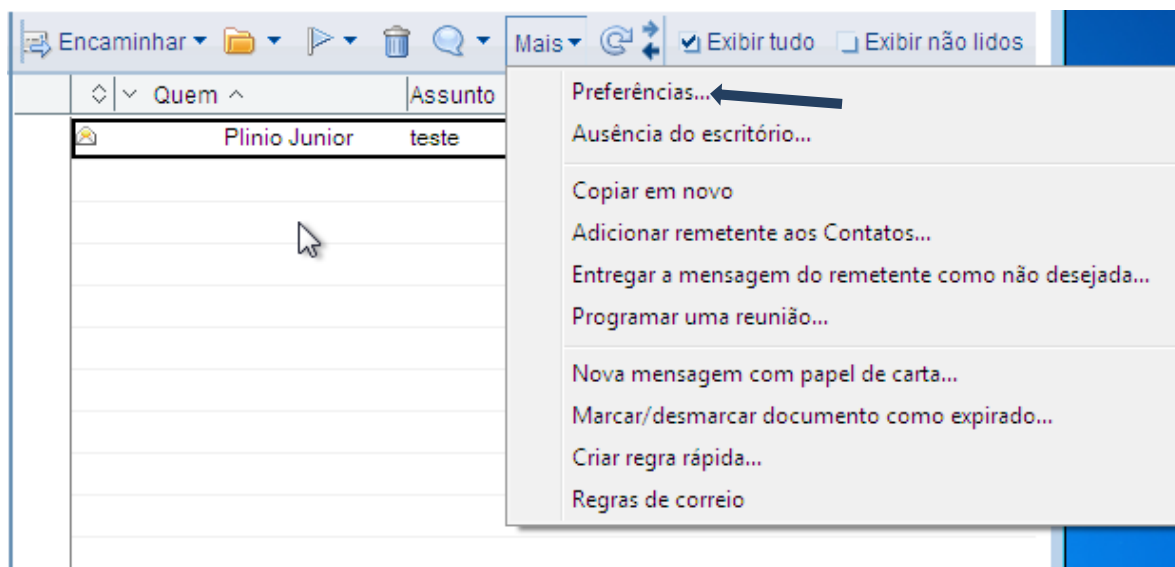 Encaminhar Mais Exibir tudo Exibir não lidos
Quem Assunto
Plinio Junior teste
Preferências...
Ausência do escritório...
Copiar em novo
Adicionar remetente aos Contatos...
Entregar a mensagem do remetente como não desejada...
Programar uma reunião...
Nova mensagem com papel de carta...
Marcar/desmarcar documento como expirado...
Criar regra rápida...
Regras de correio